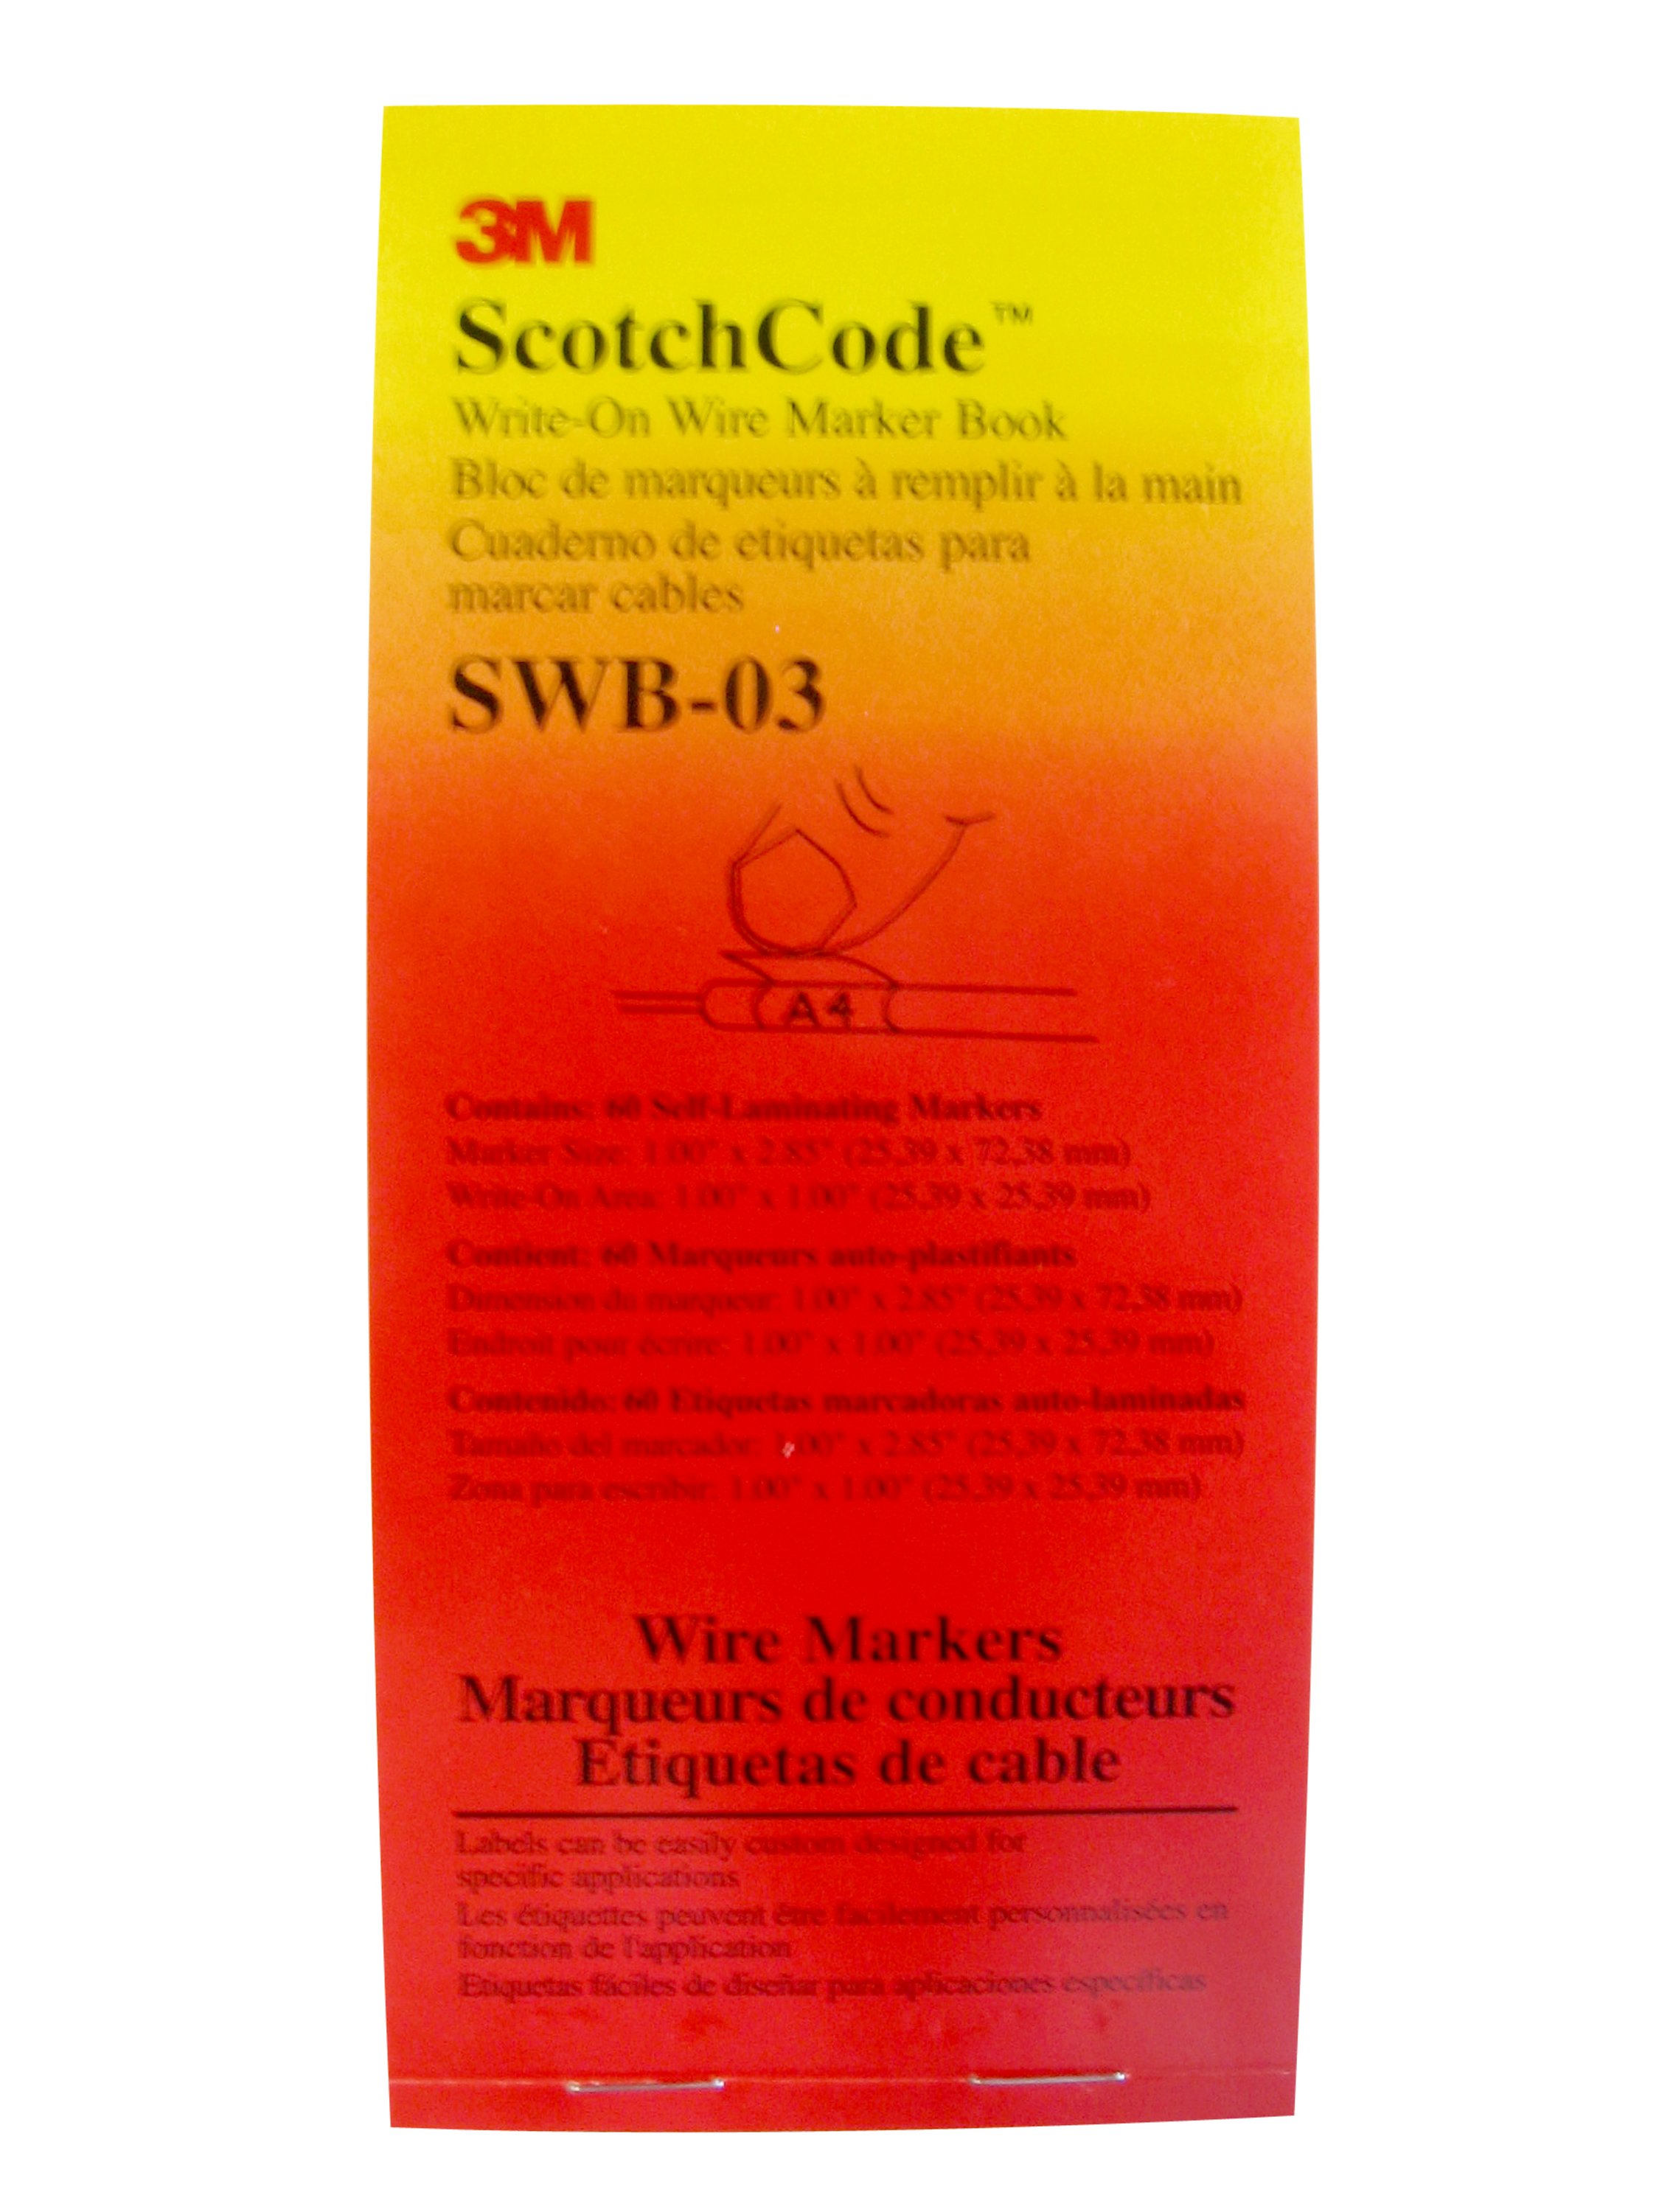 3M
ScotchCode™
Write-On Wire Marker Book
Bloc de marqueurs à remplir à la main
Cuaderno de etiquetas para
marcar cables
SWB-03
A4
Contains: 60 Self-Laminating Markers
Marker Size: 1.00" x 2.85" (25,39 x 72,38 mm)
Write-On Area: 1.00" x 1.00" (25,39 x 25,39 mm)
Contient: 60 Marqueurs auto-plastifiants
Dimension du marqueur: 1.00" x 2.85" (25,39 x 72,38 mm)
Endroit pour écrire: 1.00" x 1.00" (25,39 x 25,39 mm)
Contenido: 60 Etiquetas marcadoras auto-laminadas
Tamaño del marcador: 1.00" x 2.85" (25,39 x 72,38 mm)
Zona para escribir: 1.00" x 1.00" (25,39 x 25,39 mm)
Wire Markers
Marqueurs de conducteurs
Etiquetas de cable
Labels can be easily custom designed for
specific applications
Les étiquettes peuvent être facilement personnalisées en
fonction de l'application
Etiquetas fáciles de diseñar para aplicaciones específicas